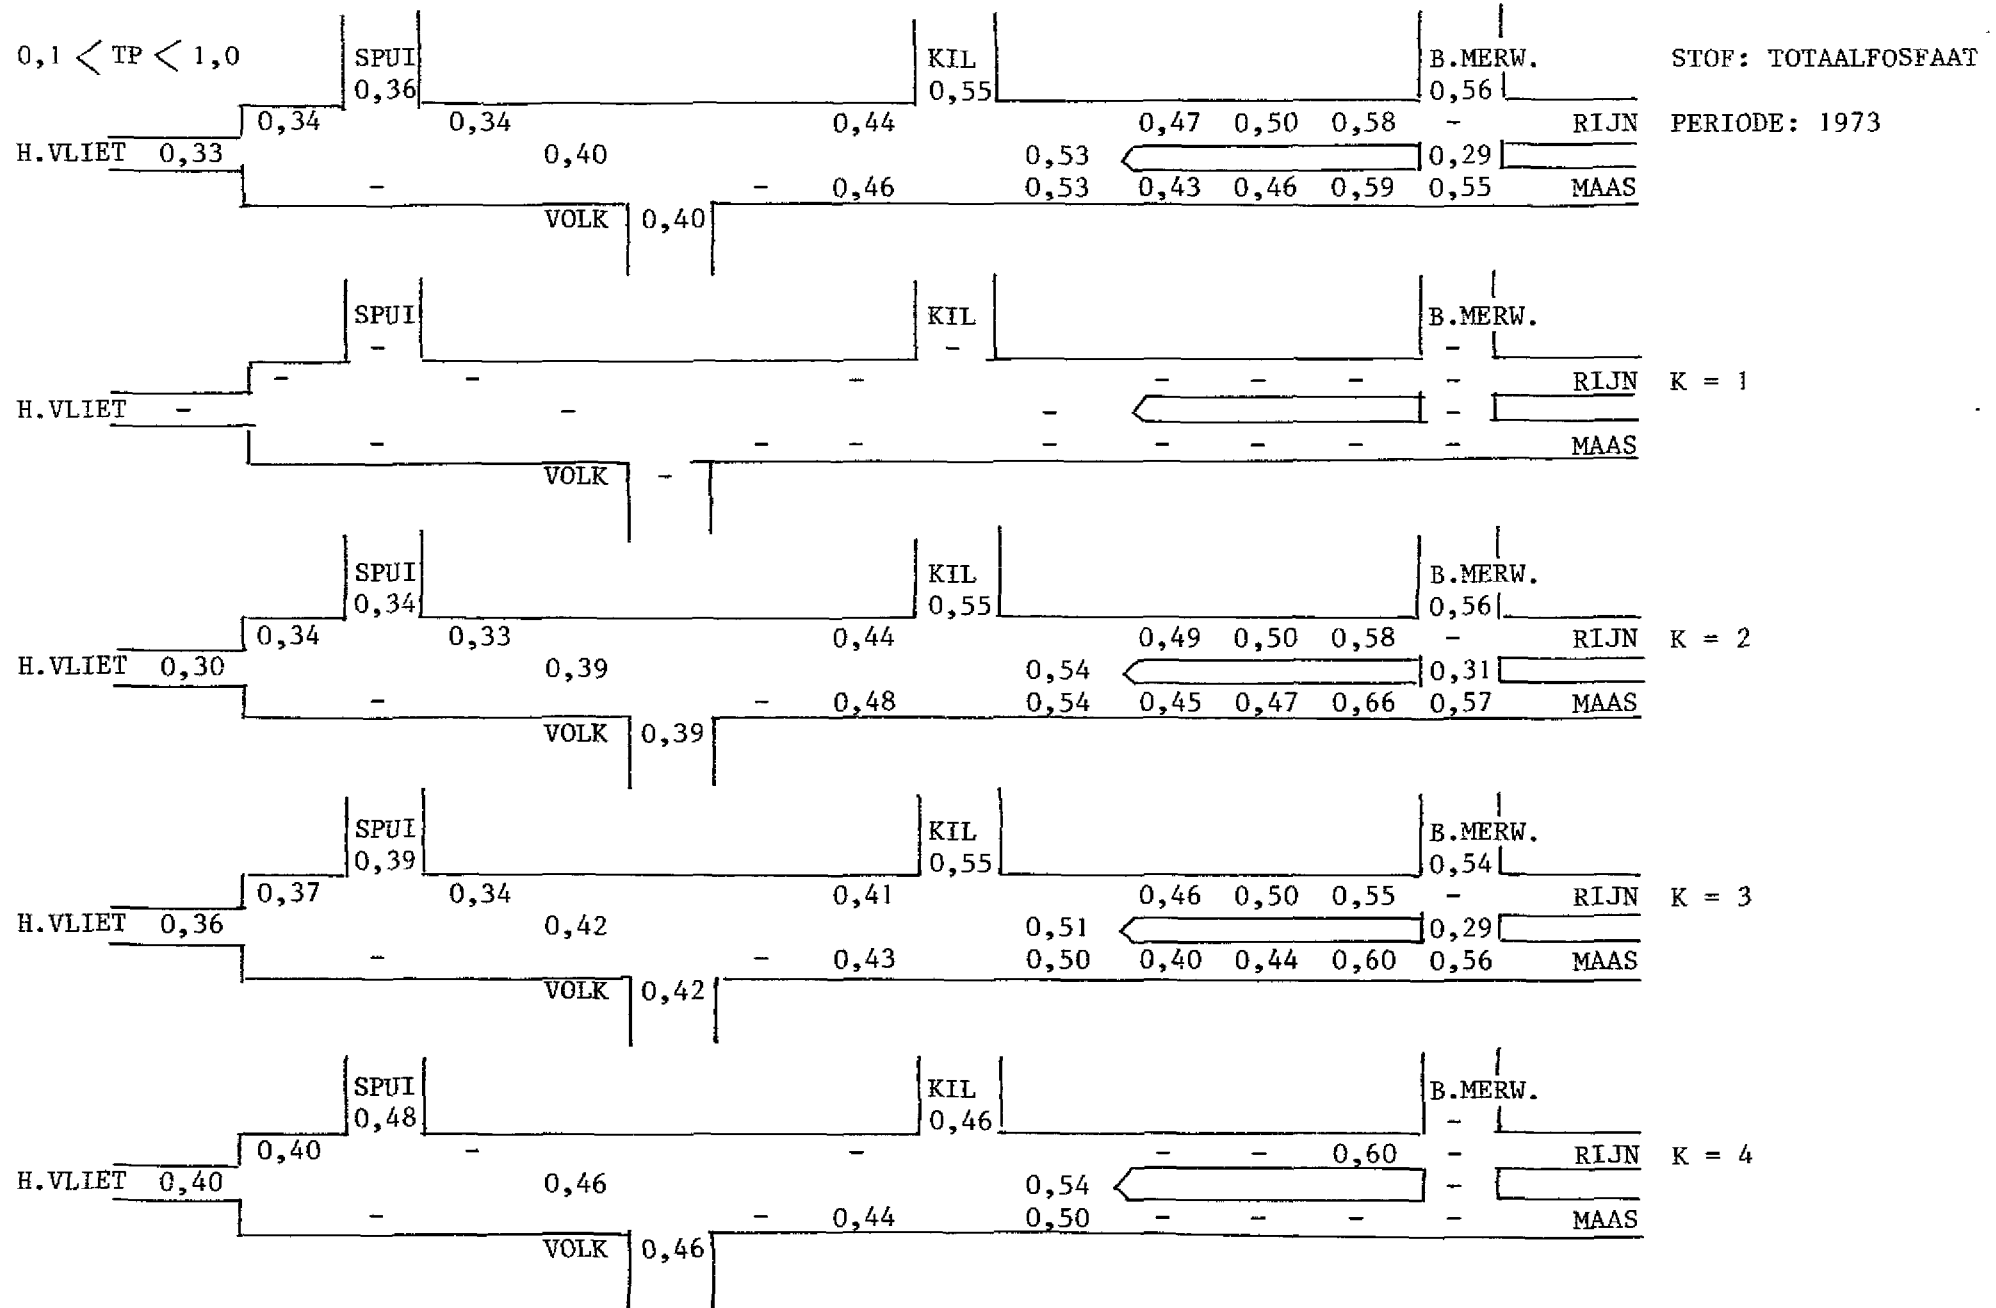 0,1 < TP < 1,0 SPUI KIL B.MERW. STOF: TOTAALFOSFAAT
0,36 0,55 0,56
0,34 0,34 0,44 0,47 0,50 0,58 - RIJN PERIODE: 1973
H.VLIET 0,33 0,40 0,53 0,29
- - 0,46 0,53 0,43 0,46 0,59 0,55 MAAS
VOLK 0,40
SPUI KIL B.MERW.
- - -
- - - - - - - RIJN K = 1
H.VLIET - - - -
- - - - - - - - MAAS
VOLK -
SPUI KIL B.MERW.
0,34 0,55 0,56
0,34 0,33 0,44 0,49 0,50 0,58 - RIJN K = 2
H.VLIET 0,30 0,39 0,54 0,31
- - 0,48 0,54 0,45 0,47 0,66 0,57 MAAS
VOLK 0,39
SPUI KIL B.MERW.
0,39 0,55 0,54
0,37 0,34 0,41 0,46 0,50 0,55 - RIJN K = 3
H.VLIET 0,36 0,42 0,51 0,29
- - 0,43 0,50 0,40 0,44 0,60 0,56 MAAS
VOLK 0,42
SPUI KIL B.MERW.
0,48 0,46 -
0,40 - - - - 0,60 - RIJN K = 4
H.VLIET 0,40 0,46 0,54 -
- - 0,44 0,50 - - - - MAAS
VOLK 0,46